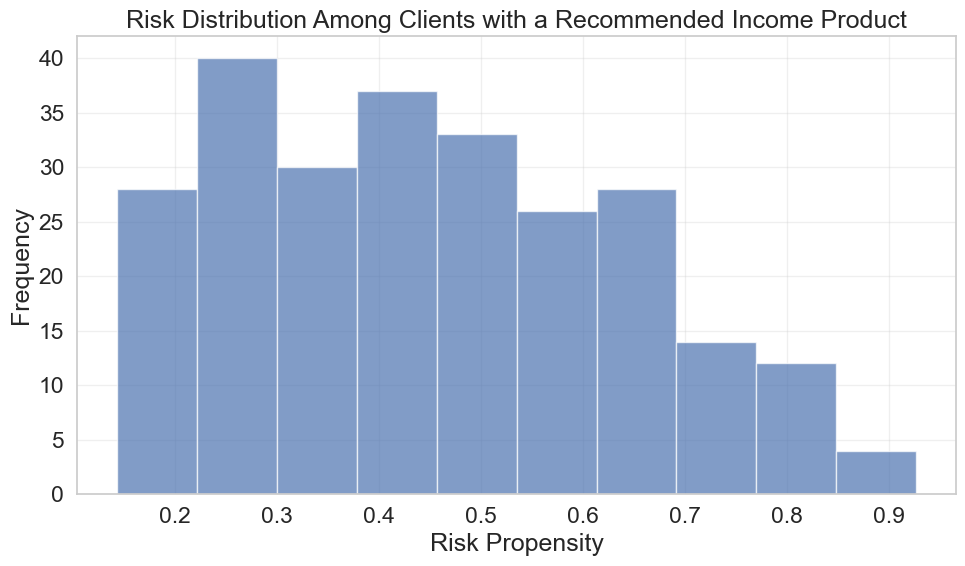 Risk Distribution Among Clients with a Recommended Income Product
Frequency
40
35
30
25
20
15
10
5
0
0.2 0.3 0.4 0.5 0.6 0.7 0.8 0.9
Risk Propensity